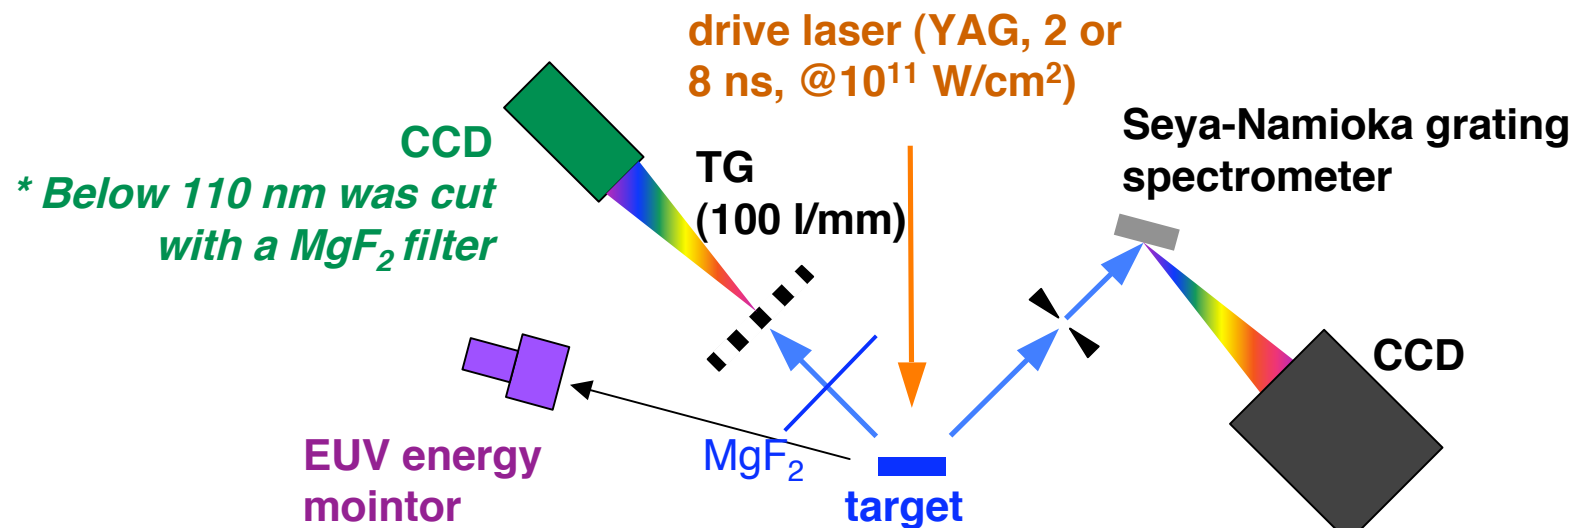 drive laser (YAG, 2 or
8 ns, @10¹¹ W/cm²)
CCD
* Below 110 nm was cut
with a MgF₂ filter
TG
(100 l/mm)
Seya-Namioka grating
spectrometer
CCD
EUV energy
mointor
MgF₂
target